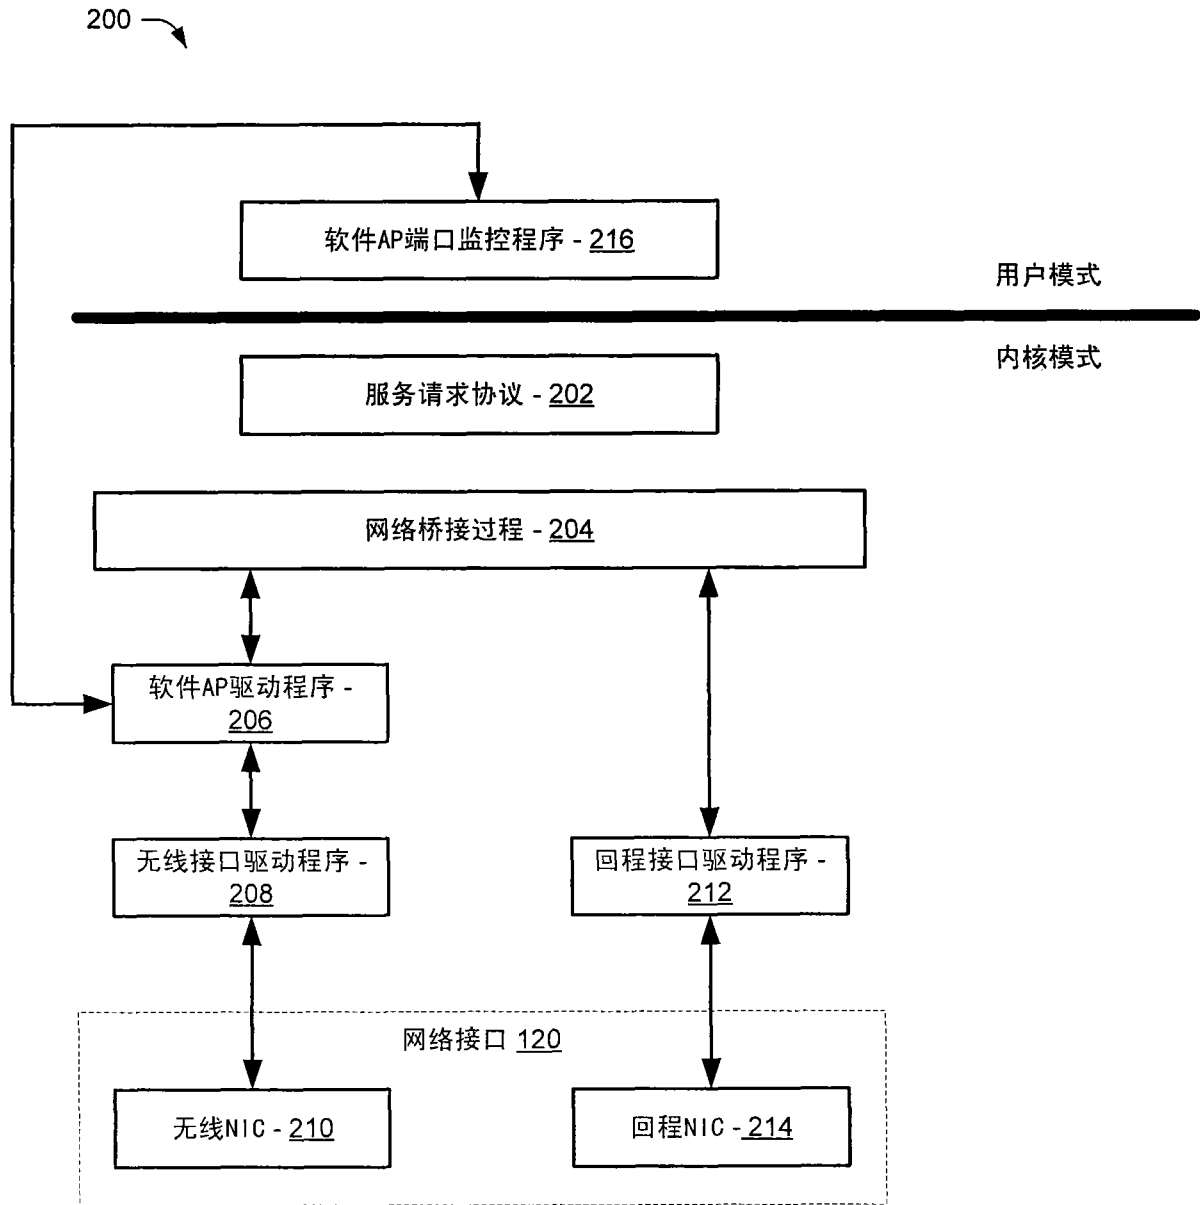 200
软件AP端口监控程序 - 216
用户模式
内核模式
服务请求协议 - 202
网络桥接过程 - 204
软件AP驱动程序 -
206
无线接口驱动程序 -
208
回程接口驱动程序 -
212
网络接口 120
无线NIC - 210
回程NIC - 214